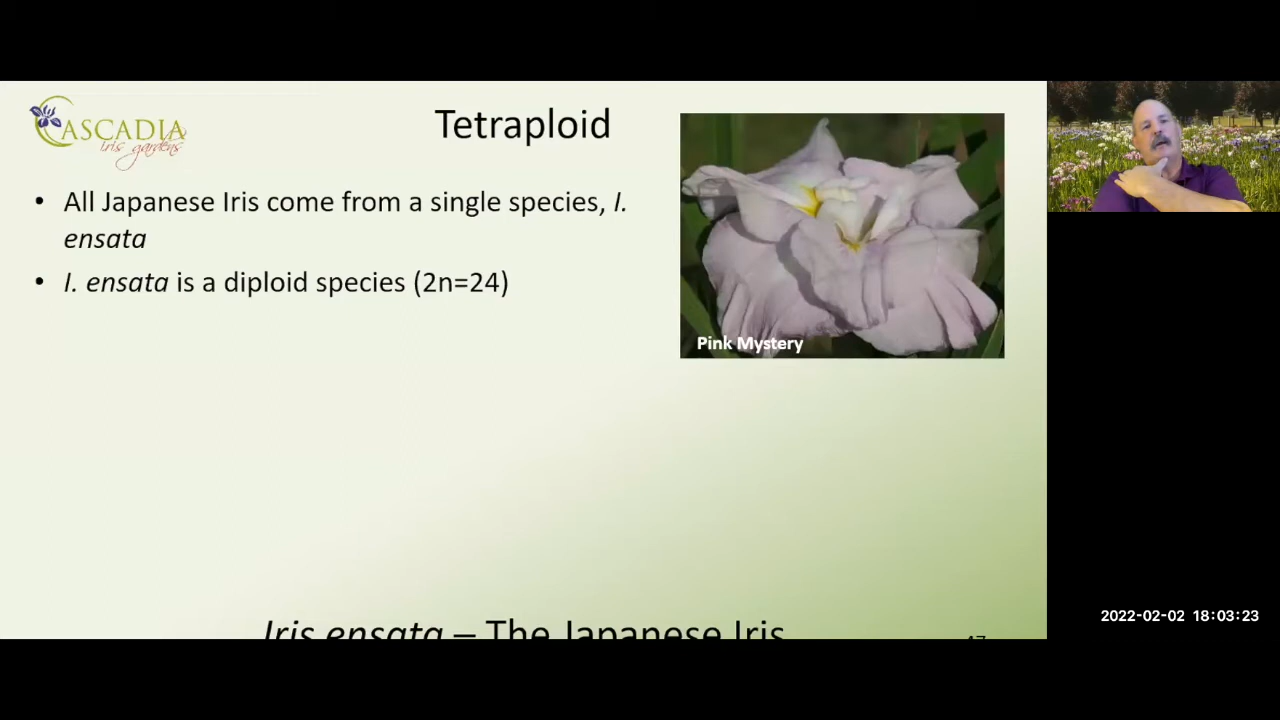 CASCADIA
iris gardens
Tetraploid
• All Japanese Iris come from a single species, I.
ensata
• I. ensata is a diploid species (2n=24)
Pink Mystery
Iris ensata – The Japanese Iris
47
2022-02-02 18:03:23